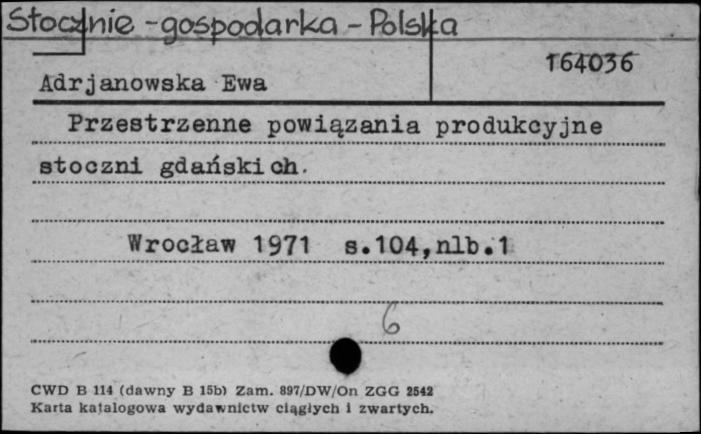 Stocznie - gospodarka - Polska
164036
Adrjanowska Ewa
Przestrzenne powiązania produkcyjne
stoczni gdańskich.
Wrocław 1971 s.104,nlb.1
6
CWD B 114 (dawny B 15b) Zam. 897/DW/On ZGG 2542
Karta katalogowa wydawnictw ciągłych i zwartych.